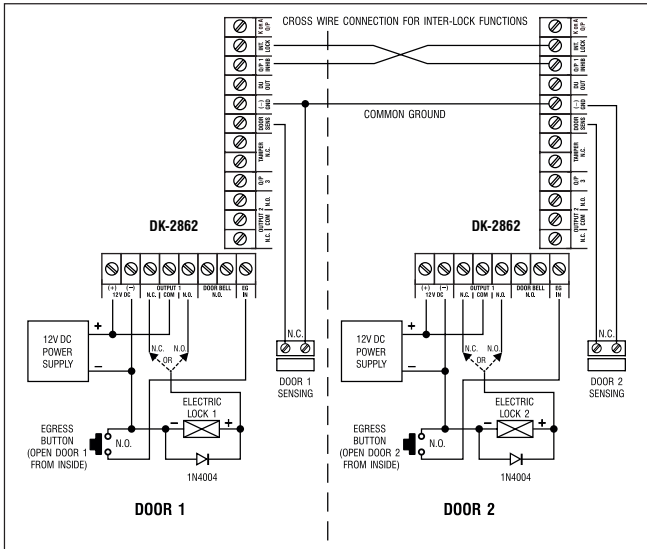 CROSS WIRE CONNECTION FOR INTER-LOCK FUNCTIONS
K or A O/P
INT. LOCK
O/P 1 INHIB
DU OUT
(–) GND
DOOR SENS
TAMPER N.C.
O/P 3
OUTPUT 2
N.C. | COM | N.O.
K or A O/P
INT. LOCK
O/P 1 INHIB
DU OUT
(–) GND
DOOR SENS
TAMPER N.C.
O/P 3
OUTPUT 2
N.C. | COM | N.O.
COMMON GROUND
DK-2862
DK-2862
(+) (–)
12V DC
OUTPUT 1
N.C. | COM | N.O.
DOOR BELL
N.O.
EG
IN
(+) (–)
12V DC
OUTPUT 1
N.C. | COM | N.O.
DOOR BELL
N.O.
EG
IN
12V DC
POWER
SUPPLY
+
–
N.C. N.O.
OR
N.C.
DOOR 1
SENSING
12V DC
POWER
SUPPLY
+
–
N.C. N.O.
OR
N.C.
DOOR 2
SENSING
ELECTRIC
LOCK 1
– +
ELECTRIC
LOCK 2
– +
EGRESS
BUTTON
(OPEN DOOR 1
FROM INSIDE)
N.O.
1N4004
EGRESS
BUTTON
(OPEN DOOR 2
FROM INSIDE)
N.O.
1N4004
DOOR 1
DOOR 2